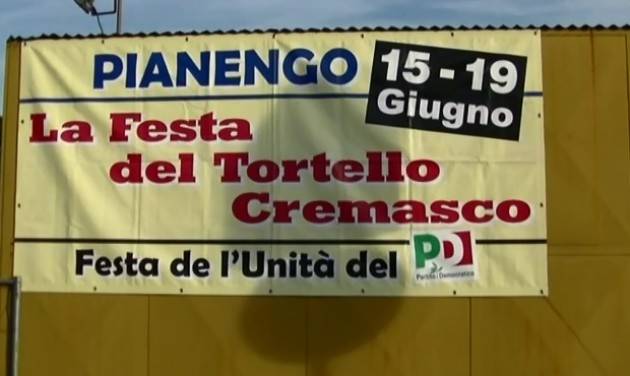 PIANENGO
15 - 19
Giugno
La Festa
del Tortello
Cremasco
Festa de l'Unità del
PD
Partito Democratico